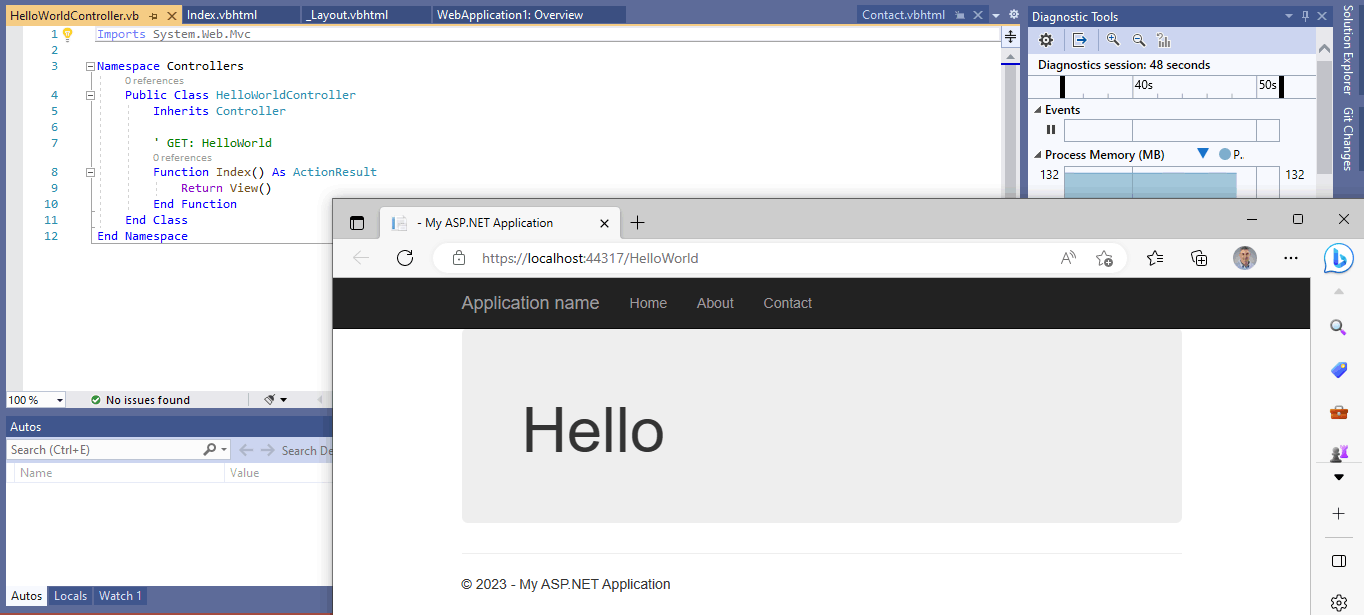 HelloWorldController.vb
Index.vbhtml
_Layout.vbhtml
WebApplication1: Overview
Contact.vbhtml
1 Imports System.Web.Mvc
2
3 Namespace Controllers
0 references
4 Public Class HelloWorldController
5 Inherits Controller
6
7 ' GET: HelloWorld
0 references
8 Function Index() As ActionResult
9 Return View()
10 End Function
11 End Class
12 End Namespace
100 %
No issues found
Autos
Search (Ctrl+E)
Search De
Name Value
Autos Locals Watch 1
Diagnostic Tools
Diagnostics session: 48 seconds
40s 50s
Events
Process Memory (MB) P..
132 132
Solution Explorer
Git Changes
- My ASP.NET Application
https://localhost:44317/HelloWorld
Application name Home About Contact
Hello
© 2023 - My ASP.NET Application